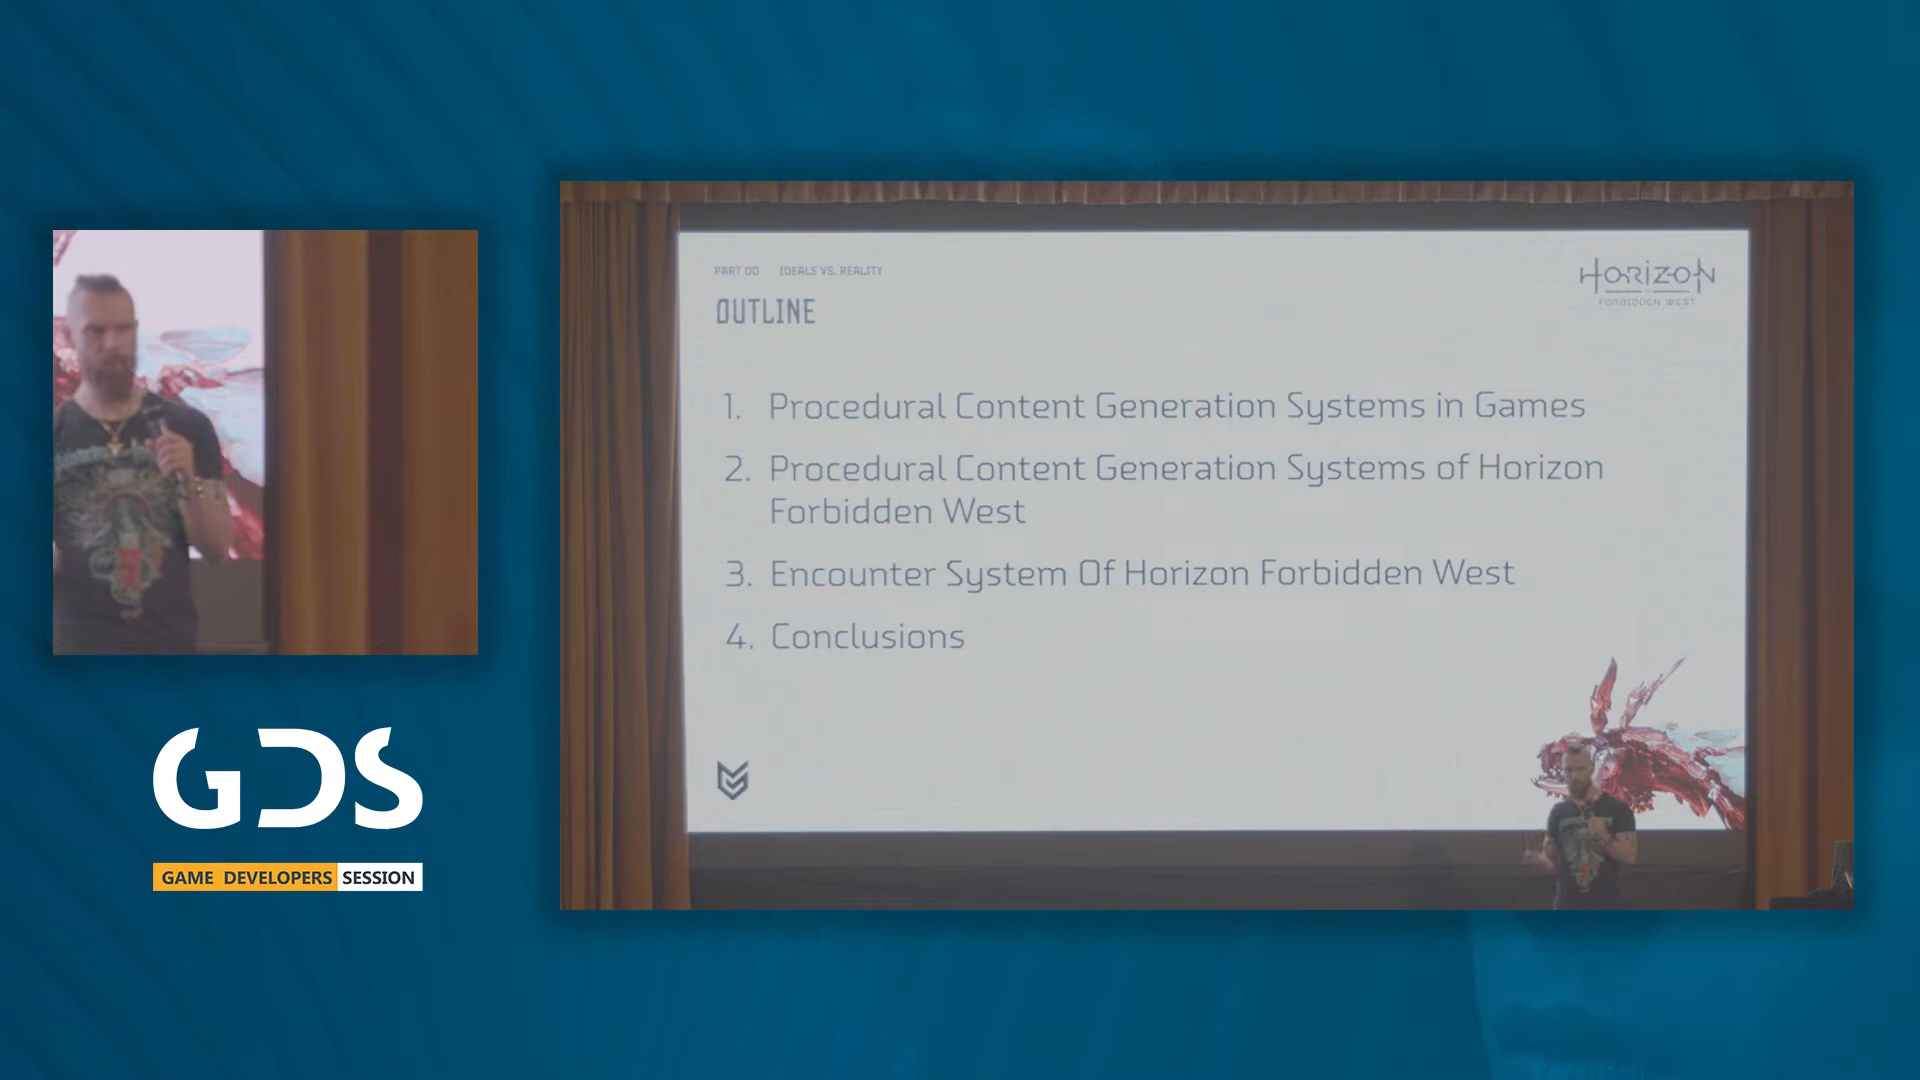 PART 00 IDEALS VS. REALITY
OUTLINE
HORIZON
FORBIDDEN WEST
1. Procedural Content Generation Systems in Games
2. Procedural Content Generation Systems of Horizon
Forbidden West
3. Encounter System Of Horizon Forbidden West
4. Conclusions
GDS
GAME DEVELOPERS SESSION